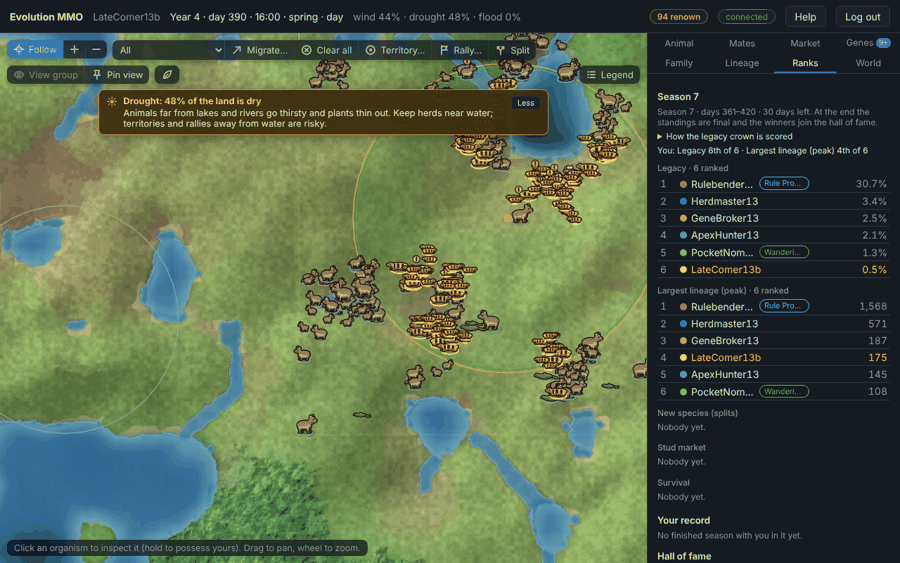 Evolution MMO LateComer13b Year 4 · day 390 · 16:00 · spring · day wind 44% · drought 48% · flood 0% 94 renown connected Help Log out
Follow + − All Migrate... Clear all Territory... Rally... Split
View group Pin view Legend
Drought: 48% of the land is dry Less
Animals far from lakes and rivers go thirsty and plants thin out. Keep herds near water;
territories and rallies away from water are risky.
Click an organism to inspect it (hold to possess yours). Drag to pan, wheel to zoom.
Animal Mates Market Genes 9+
Family Lineage Ranks World
Season 7
Season 7 · days 361–420 · 30 days left. At the end the
standings are final and the winners join the hall of fame.
How the legacy crown is scored
You: Legacy 6th of 6 · Largest lineage (peak) 4th of 6
Legacy · 6 ranked
1 Rulebender... Rule Pro... 30.7%
2 Herdmaster13 3.4%
3 GeneBroker13 2.5%
4 ApexHunter13 2.1%
5 PocketNom... Wanderi... 1.3%
6 LateComer13b 0.5%
Largest lineage (peak) · 6 ranked
1 Rulebender... Rule Pro... 1,568
2 Herdmaster13 571
3 GeneBroker13 187
4 LateComer13b 175
5 ApexHunter13 145
6 PocketNom... Wanderi... 108
New species (splits)
Nobody yet.
Stud market
Nobody yet.
Survival
Nobody yet.
Your record
No finished season with you in it yet.
Hall of fame